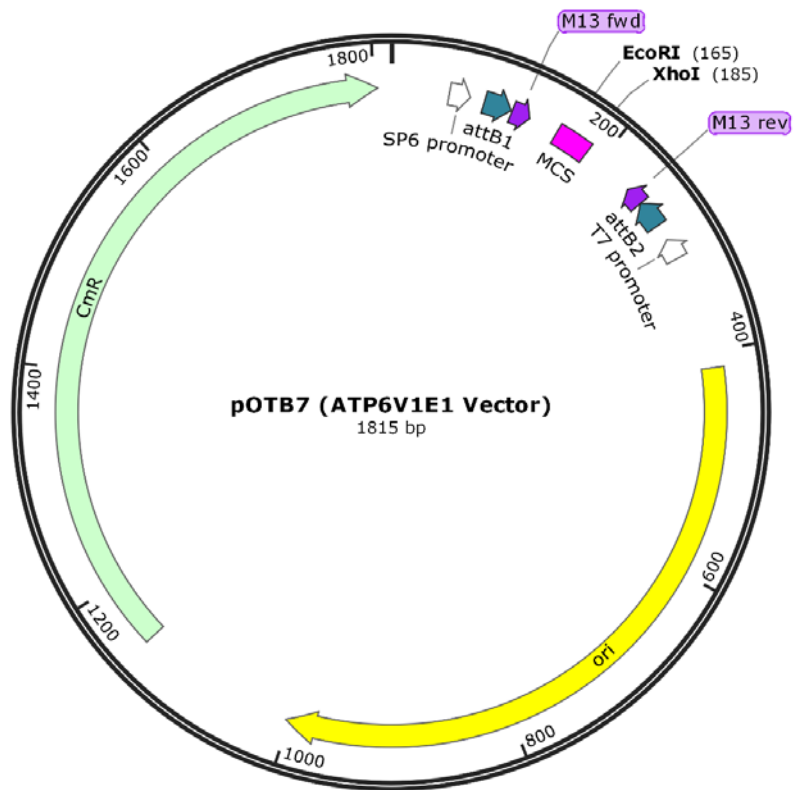 M13 fwd
EcoRI (165)
XhoI (185)
M13 rev
1800
200
SP6 promoter
attB1
MCS
attB2
T7 promoter
400
1600
CmR
1400
pOTB7 (ATP6V1E1 Vector)
1815 bp
600
1200
ori
800
1000